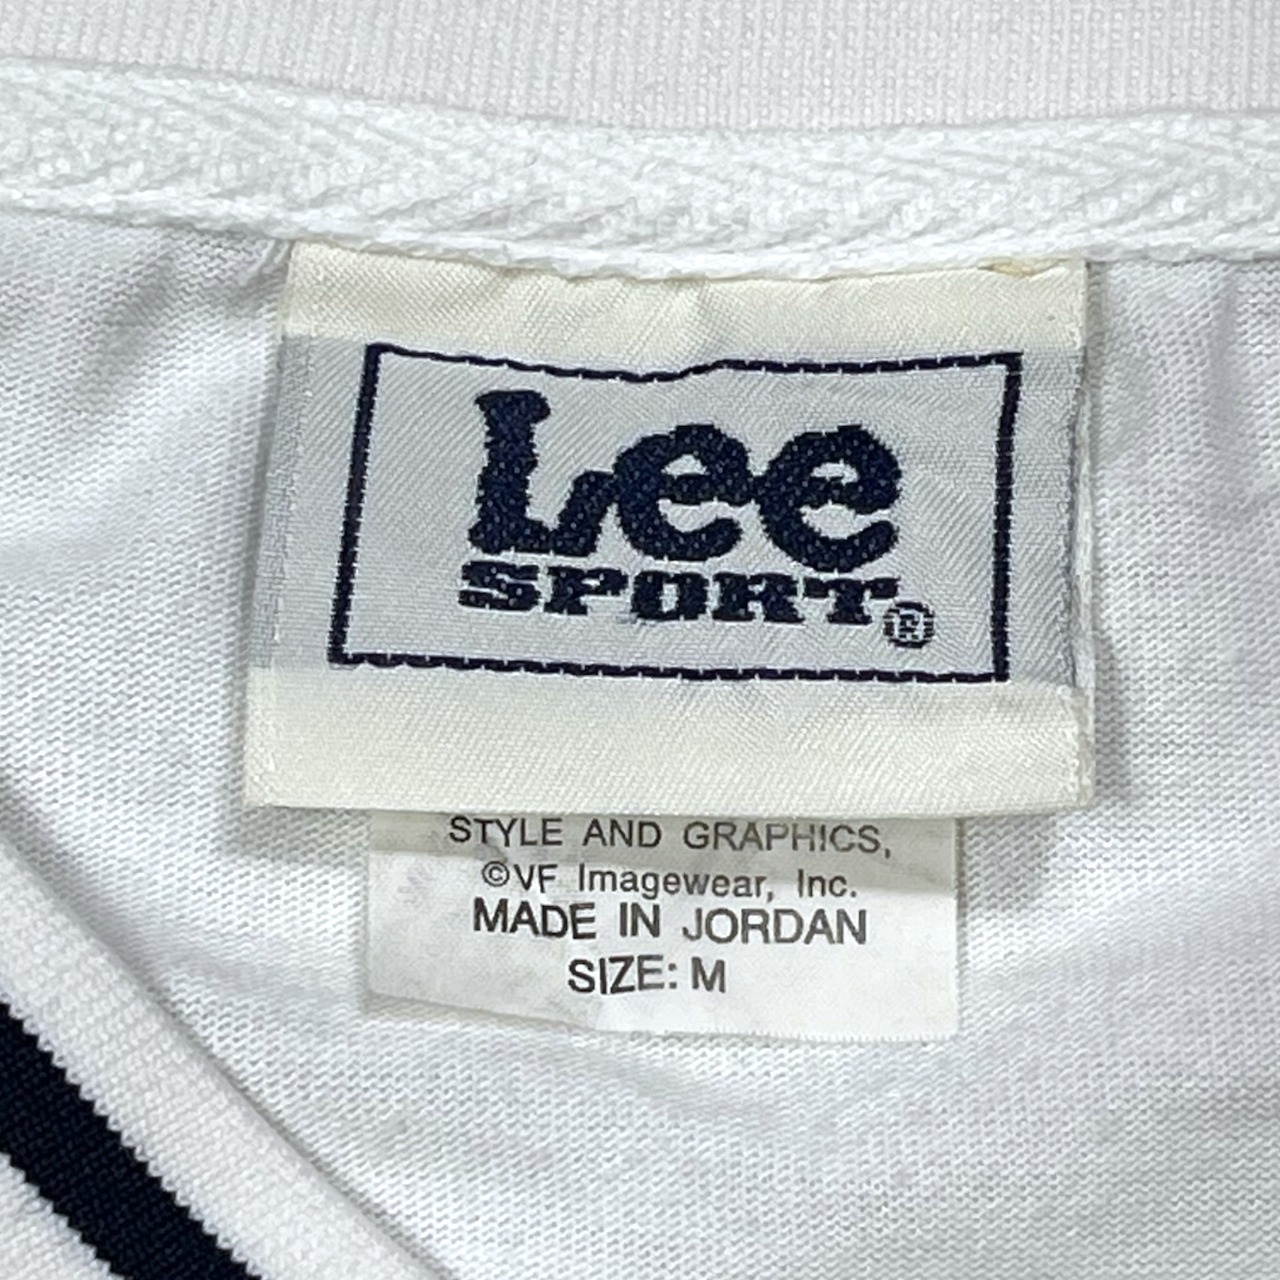 Lee
SPORT®
STYLE AND GRAPHICS,
©VF Imagewear, Inc.
MADE IN JORDAN
SIZE: M